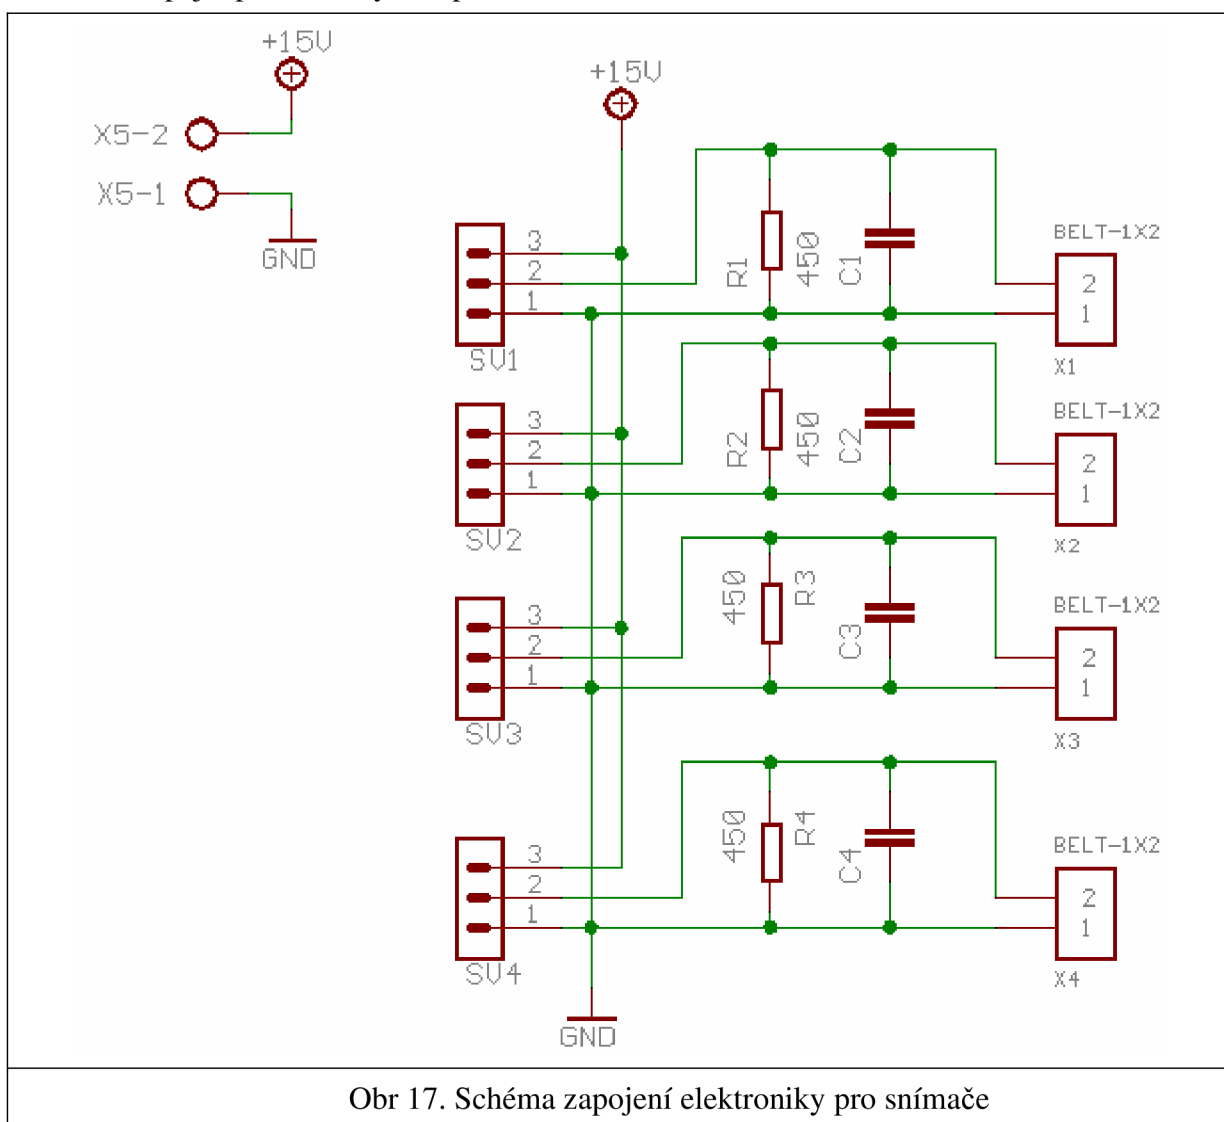 +15V
X5-2
X5-1
GND
+15V
3
2
1
SV1
R1
450
C1
BELT-1X2
2
1
X1
3
2
1
SV2
R2
450
C2
BELT-1X2
2
1
X2
3
2
1
SV3
450
R3
C3
BELT-1X2
2
1
X3
3
2
1
SV4
450
R4
C4
BELT-1X2
2
1
X4
GND
Obr 17. Schéma zapojení elektroniky pro snímače